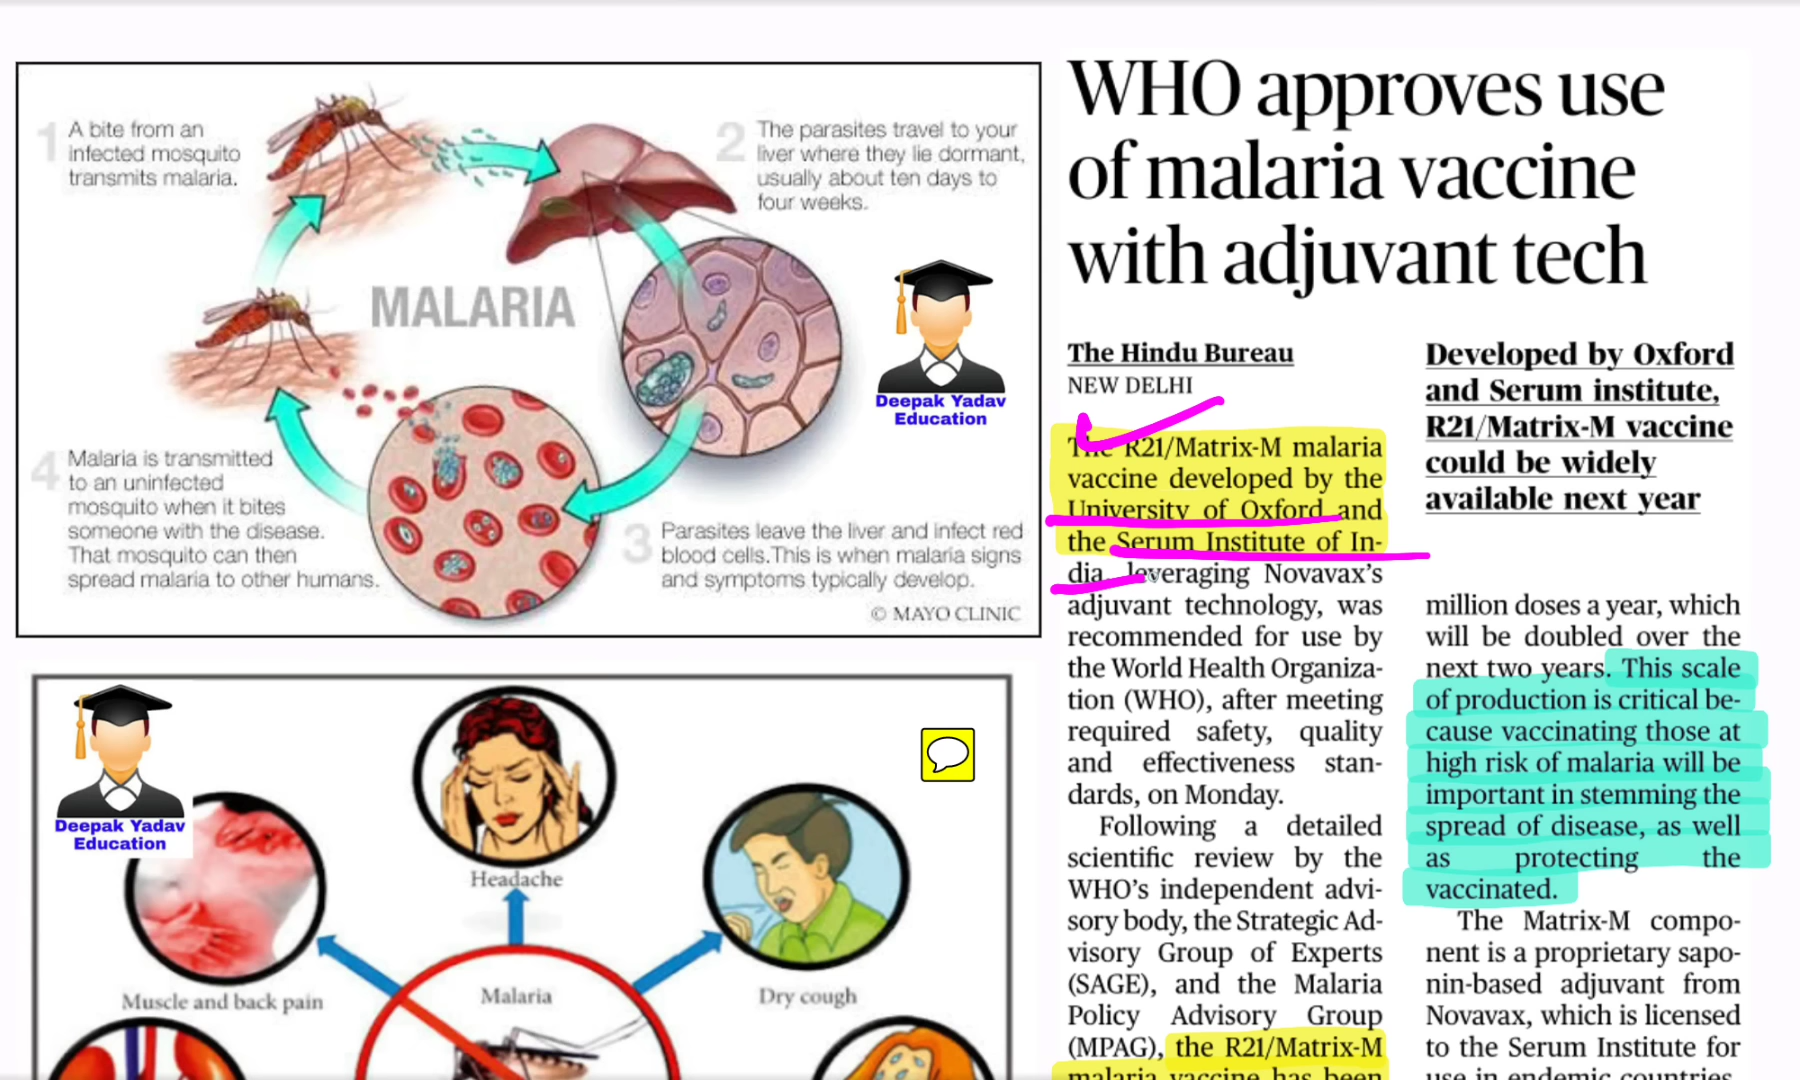 1
A bite from an
infected mosquito
transmits malaria.
2
The parasites travel to your
liver where they lie dormant,
usually about ten days to
four weeks.
MALARIA
Deepak Yadav
Education
4
Malaria is transmitted
to an uninfected
mosquito when it bites
someone with the disease.
That mosquito can then
spread malaria to other humans.
3
Parasites leave the liver and infect red
blood cells.This is when malaria signs
and symptoms typically develop.
© MAYO CLINIC
Deepak Yadav
Education
Headache
Muscle and back pain
Malaria
Dry cough
WHO approves use
of malaria vaccine
with adjuvant tech
The Hindu Bureau
NEW DELHI
The R21/Matrix-M malaria
vaccine developed by the
University of Oxford and
the Serum Institute of In-
dia, leveraging Novavax's
adjuvant technology, was
recommended for use by
the World Health Organiza-
tion (WHO), after meeting
required safety, quality
and effectiveness stan-
dards, on Monday.
Following a detailed
scientific review by the
WHO's independent advi-
sory body, the Strategic Ad-
visory Group of Experts
(SAGE), and the Malaria
Policy Advisory Group
(MPAG), the R21/Matrix-M
malaria vaccine has been
Developed by Oxford
and Serum institute,
R21/Matrix-M vaccine
could be widely
available next year
million doses a year, which
will be doubled over the
next two years. This scale
of production is critical be-
cause vaccinating those at
high risk of malaria will be
important in stemming the
spread of disease, as well
as protecting the
vaccinated.
The Matrix-M compo-
nent is a proprietary sapo-
nin-based adjuvant from
Novavax, which is licensed
to the Serum Institute for
use in endemic countries,